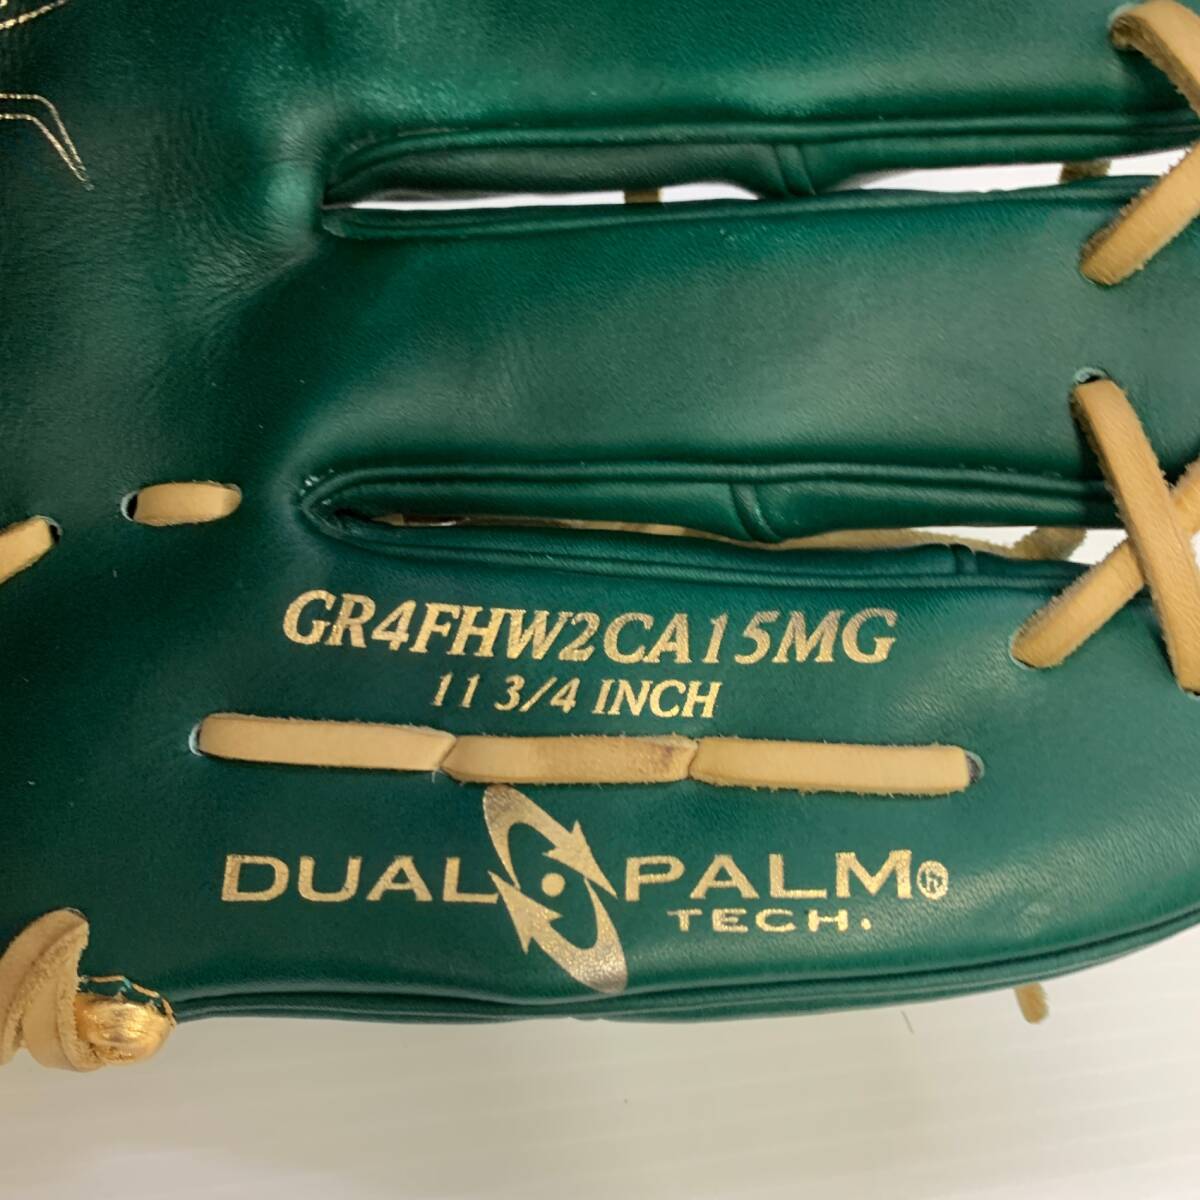 GR4FHW2CA15MG
11 3/4 INCH
DUAL PALM
TECH.